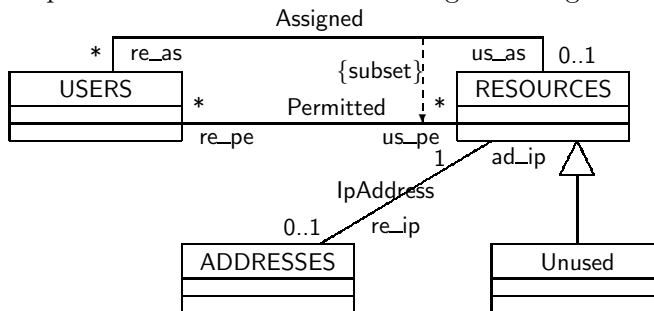 Assigned
* re_as us_as 0..1
{subset}
USERS RESOURCES
* Permitted *
re_pe us_pe
1 ad_ip
IpAddress
0..1 re_ip
ADDRESSES Unused